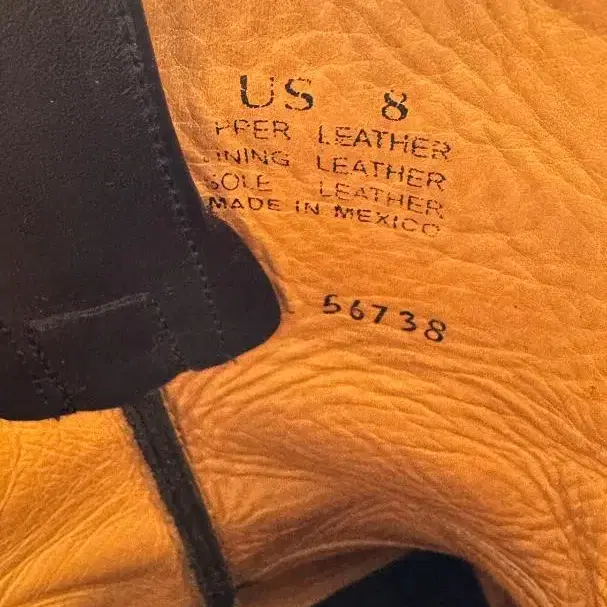 US 8
PPER LEATHER
INING LEATHER
SOLE LEATHER
MADE IN MEXICO
56738